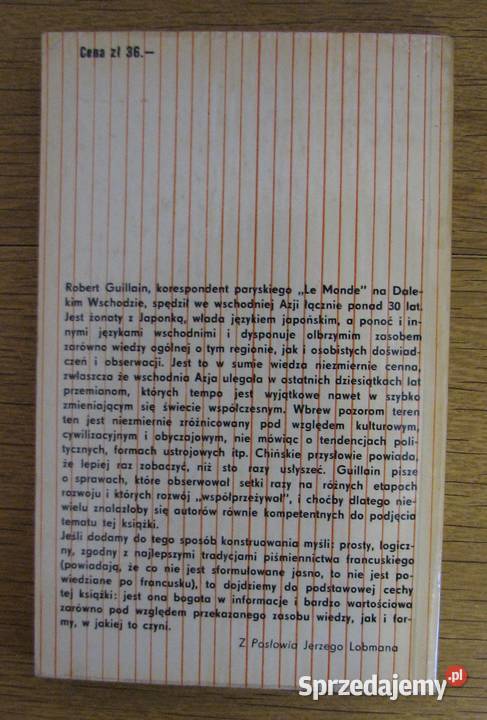 Cena zł 36.—
Robert Guillain, korespondent paryskiego „Le Monde" na Dale-
kim Wschodzie, spędził we wschodniej Azji łącznie ponad 30 lat.
Jest żonaty z Japonką, włada językiem japońskim, a ponoć i in-
nymi językami wschodnimi i dysponuje olbrzymim zasobem
zarówno wiedzy ogólnej o tym regionie, jak i osobistych doświad-
czeń i obserwacji. Jest to w sumie wiedza niezmiernie cenna,
zwłaszcza że wschodnia Azja ulegała w ostatnich dziesiątkach lat
przemianom, których tempo jest wyjątkowe nawet w szybko
zmieniającym się świecie współczesnym. Wbrew pozorom teren
ten jest niezmiernie zróżnicowany pod względem kulturowym,
cywilizacyjnym i obyczajowym, nie mówiąc o tendencjach poli-
tycznych, formach ustrojowych itp. Chińskie przysłowie powiada,
że lepiej raz zobaczyć, niż sto razy usłyszeć. Guillain pisze
o sprawach, które obserwował setki razy na różnych etapach
rozwoju i których rozwój „współprzeżywał", i choćby dlatego nie-
wielu znalazłoby się autorów równie kompetentnych do podjęcia
tematu tej książki.
Jeśli dodamy do tego sposób konstruowania myśli: prosty, logicz-
ny, zgodny z najlepszymi tradycjami piśmiennictwa francuskiego
(powiadają, że co nie jest sformułowane jasno, to nie jest po-
wiedziane po francusku), to dojdziemy do podstawowej cechy
tej książki: jest ona bogata w informacje i bardzo wartościowa
zarówno pod względem przekazanego zasobu wiedzy, jak i for-
my, w jakiej to czyni.
Z Posłowia Jerzego Lobmana
Sprzedajemy.pl